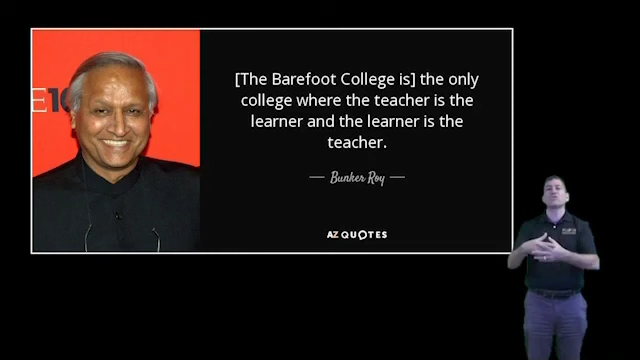 E10
[The Barefoot College is] the only
college where the teacher is the
learner and the learner is the
teacher.
Bunker Roy
AZ QUOTES